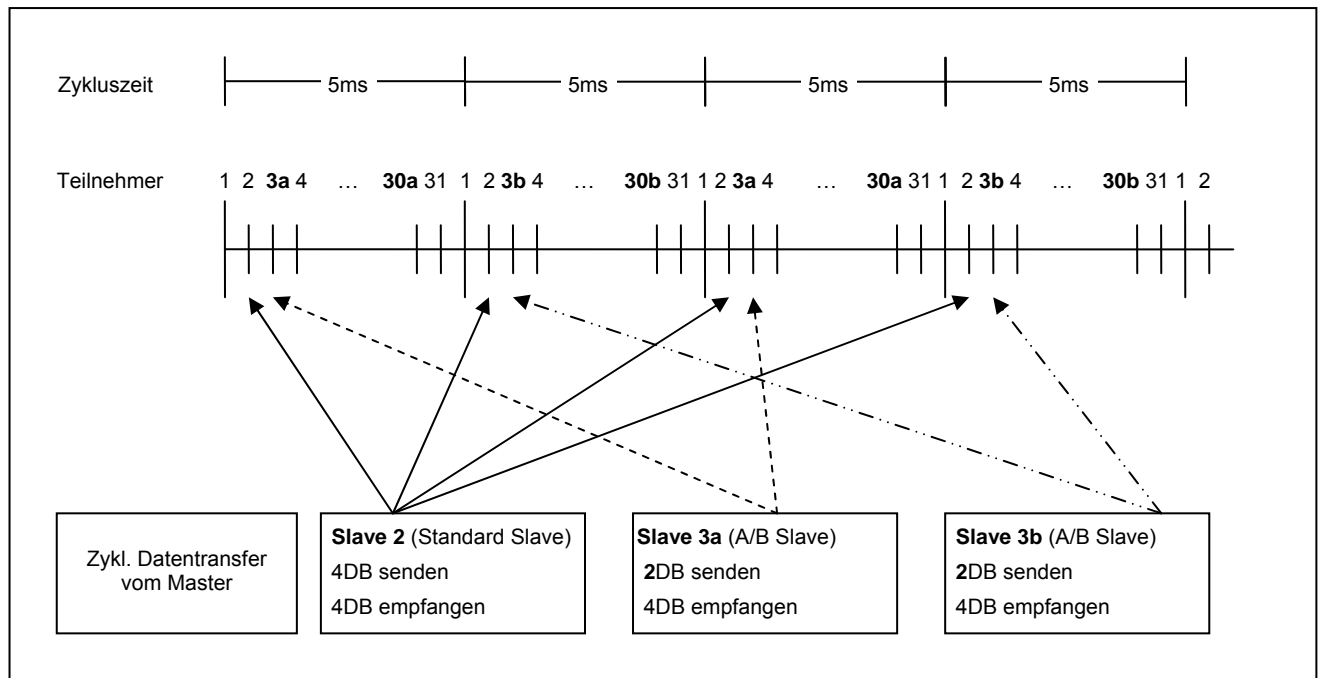 Zykluszeit 5ms 5ms 5ms 5ms
Teilnehmer 1 2 3a 4 … 30a 31 1 2 3b 4 … 30b 31 1 2 3a 4 … 30a 31 1 2 3b 4 … 30b 31 1 2
Zykl. Datentransfer
vom Master
Slave 2 (Standard Slave)
4DB senden
4DB empfangen
Slave 3a (A/B Slave)
2DB senden
4DB empfangen
Slave 3b (A/B Slave)
2DB senden
4DB empfangen